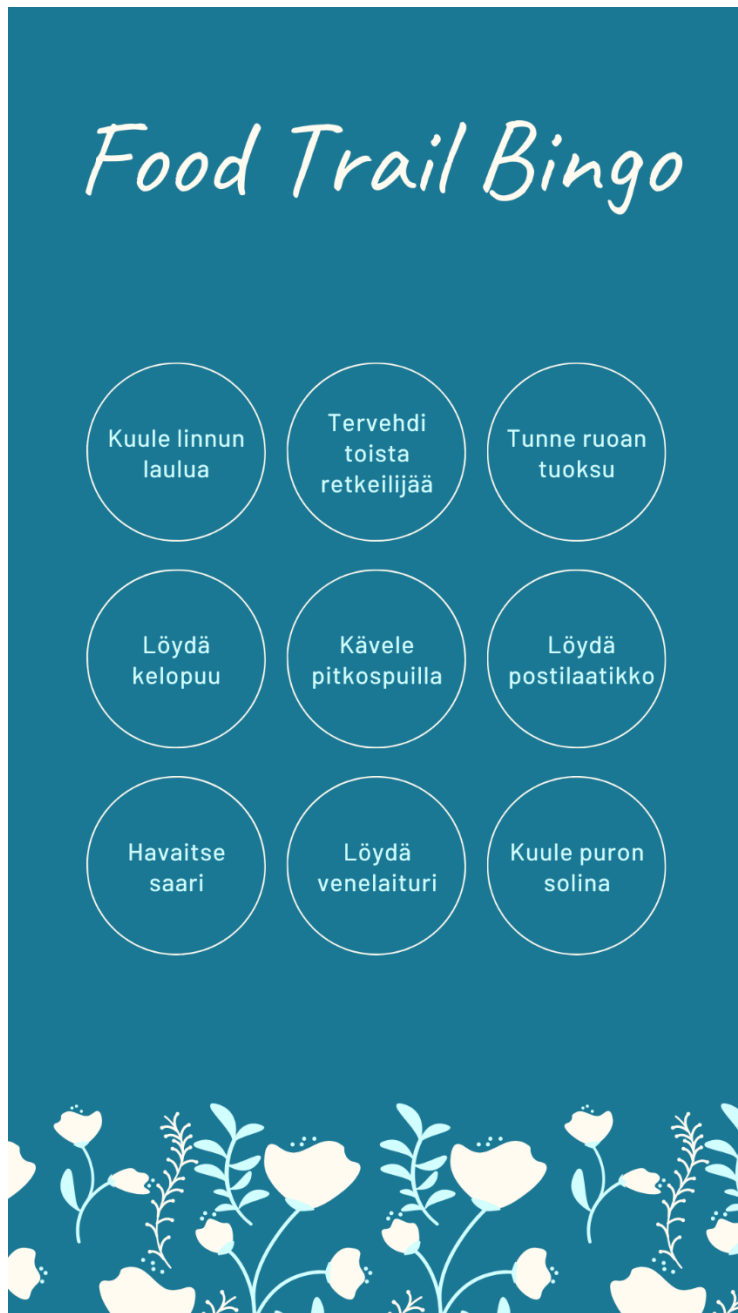 Food Trail Bingo
Kuule linnun
laulua
Tervehdi
toista
retkeilijää
Tunne ruoan
tuoksu
Löydä
kelopuu
Kävele
pitkospuilla
Löydä
postilaatikko
Havaitse
saari
Löydä
venelaituri
Kuule puron
solina